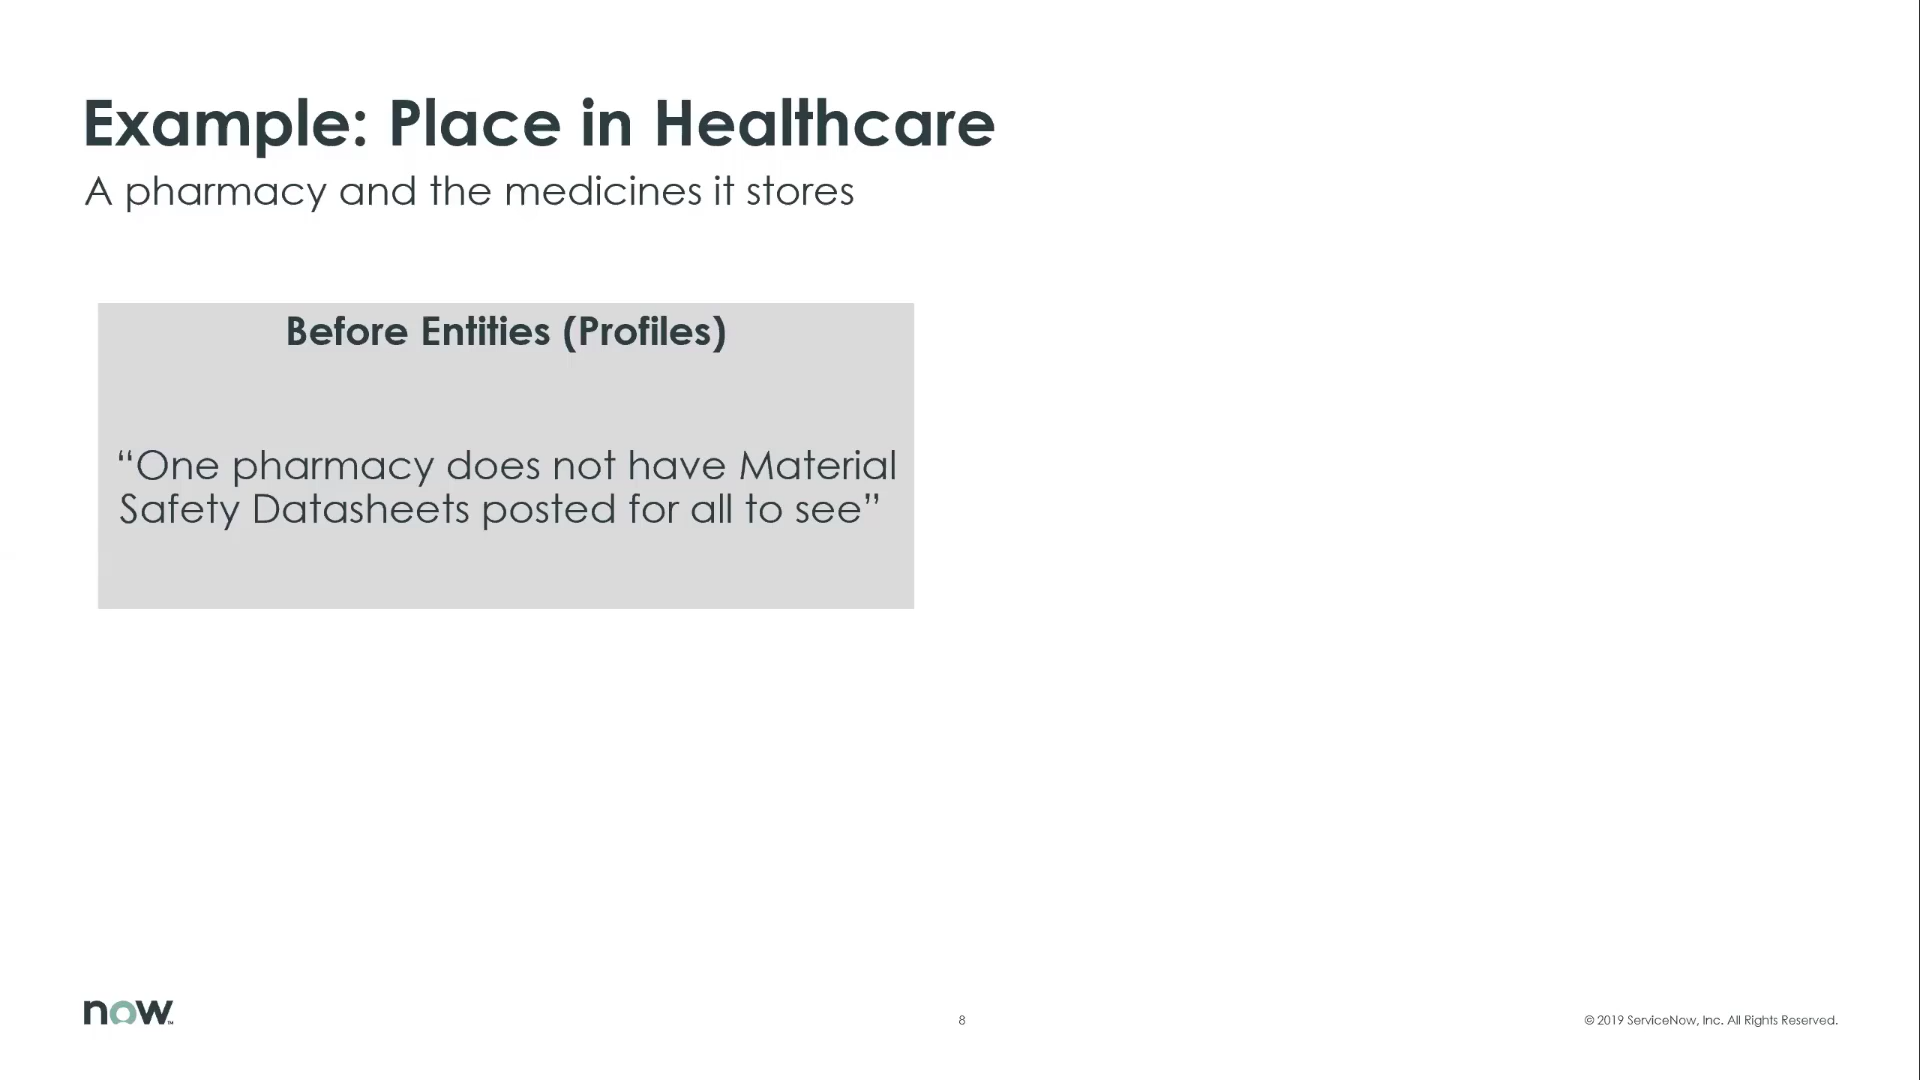 Example: Place in Healthcare
A pharmacy and the medicines it stores
Before Entities (Profiles)
“One pharmacy does not have Material
Safety Datasheets posted for all to see”
now™
8
© 2019 ServiceNow, Inc. All Rights Reserved.